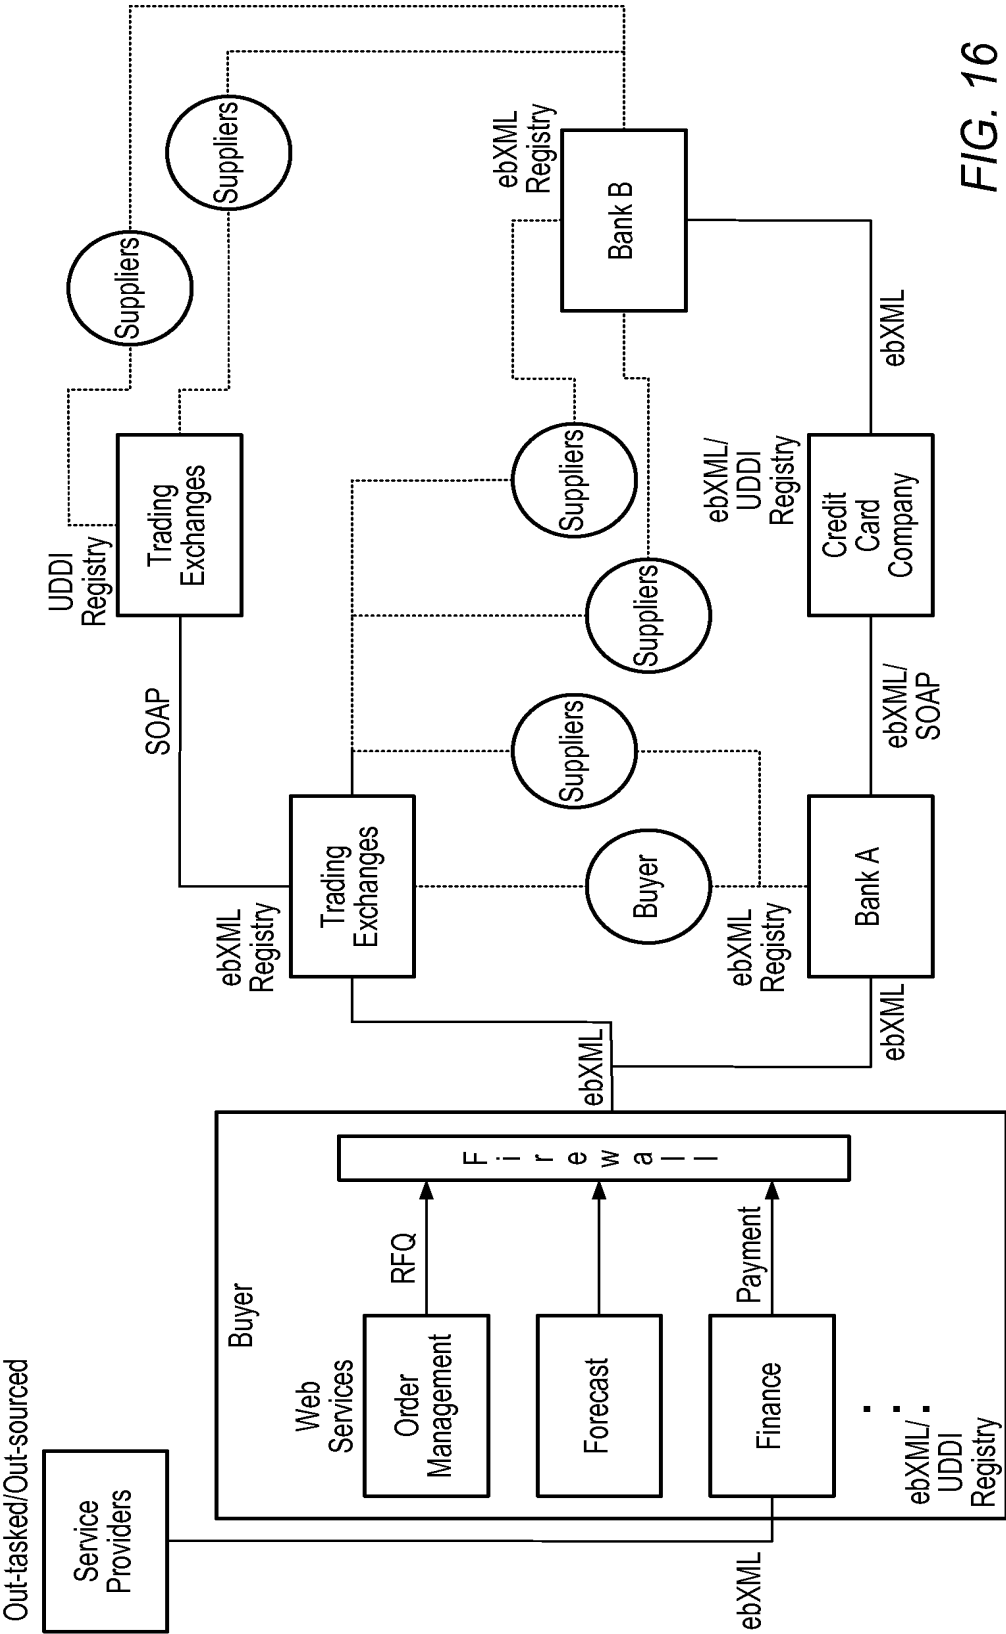 Out-tasked/Out-sourced
Service
Providers
ebXML
Buyer
Web
Services
Order
Management
RFQ
Forecast
Finance
Payment
Firewall
ebXML/
UDDI
Registry
ebXML
ebXML
ebXML
Registry
Trading
Exchanges
SOAP
UDDI
Registry
Trading
Exchanges
Suppliers
Suppliers
Buyer
Suppliers
Suppliers
Suppliers
ebXML
Registry
Bank A
ebXML/
SOAP
ebXML/
UDDI
Registry
Credit
Card
Company
ebXML
ebXML
Registry
Bank B
FIG. 16